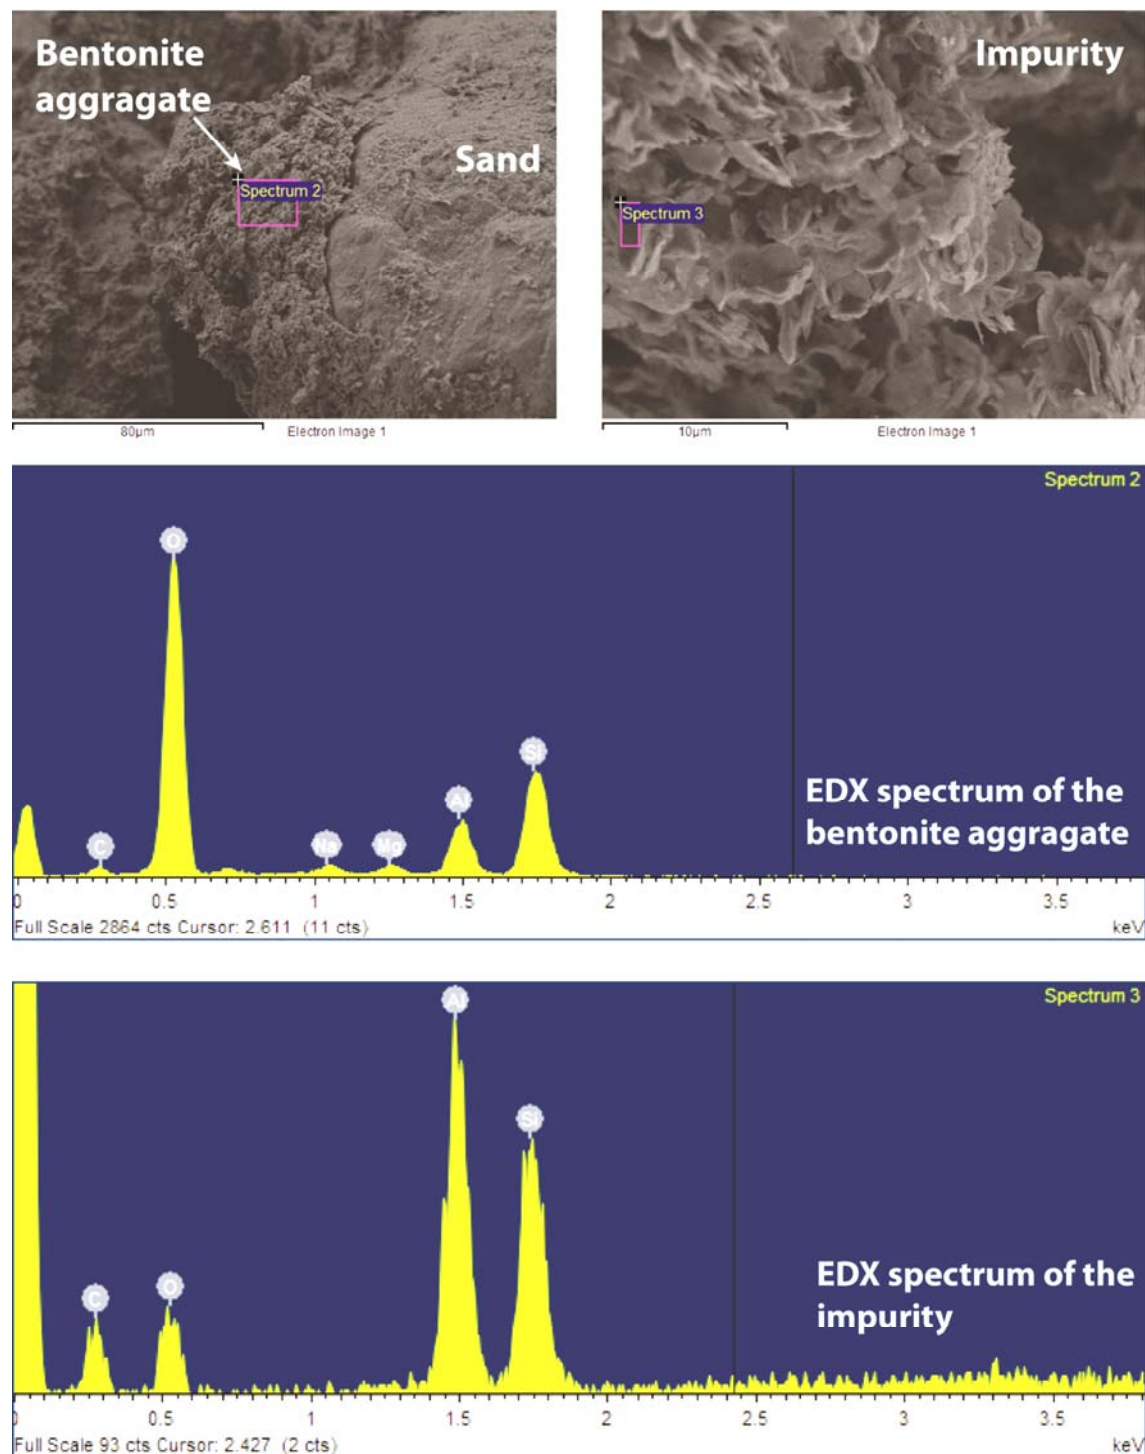 Bentonite
aggragate
Sand
Spectrum 2
80µm
Electron Image 1
Impurity
Spectrum 3
10µm
Electron Image 1
Spectrum 2
O
C
Na
Mg
Al
Si
EDX spectrum of the
bentonite aggragate
0 0.5 1 1.5 2 2.5 3 3.5
Full Scale 2864 cts Cursor: 2.611 (11 cts) keV
Spectrum 3
C
O
Al
Si
EDX spectrum of the
impurity
0 0.5 1 1.5 2 2.5 3 3.5
Full Scale 93 cts Cursor: 2.427 (2 cts) keV